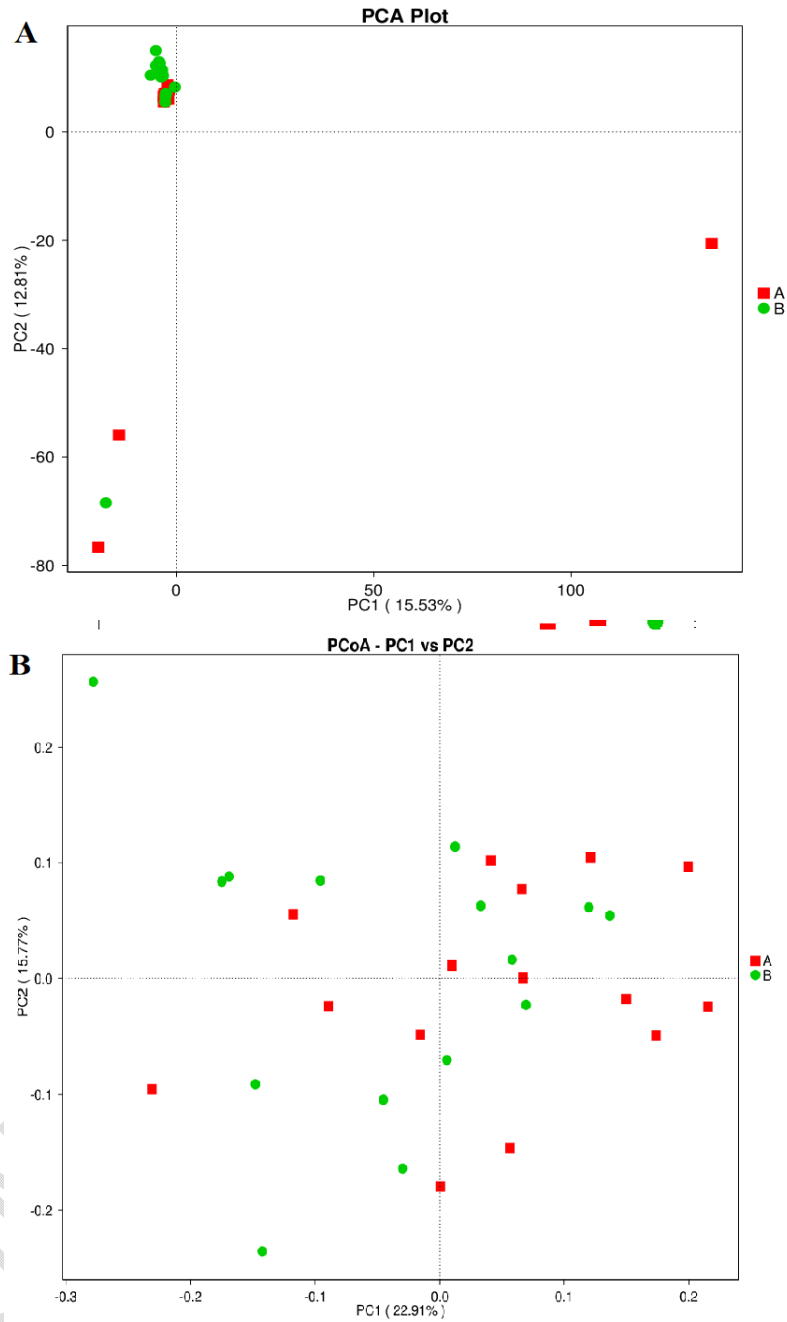 A
PCA Plot
0
-20
-40
-60
-80
PC2 ( 12.81% )
0 50 100
PC1 ( 15.53% )
A
B
B
PCoA - PC1 vs PC2
0.2
0.1
0.0
-0.1
-0.2
PC2 ( 15.77% )
-0.3 -0.2 -0.1 0.0 0.1 0.2
PC1 ( 22.91% )
A
B